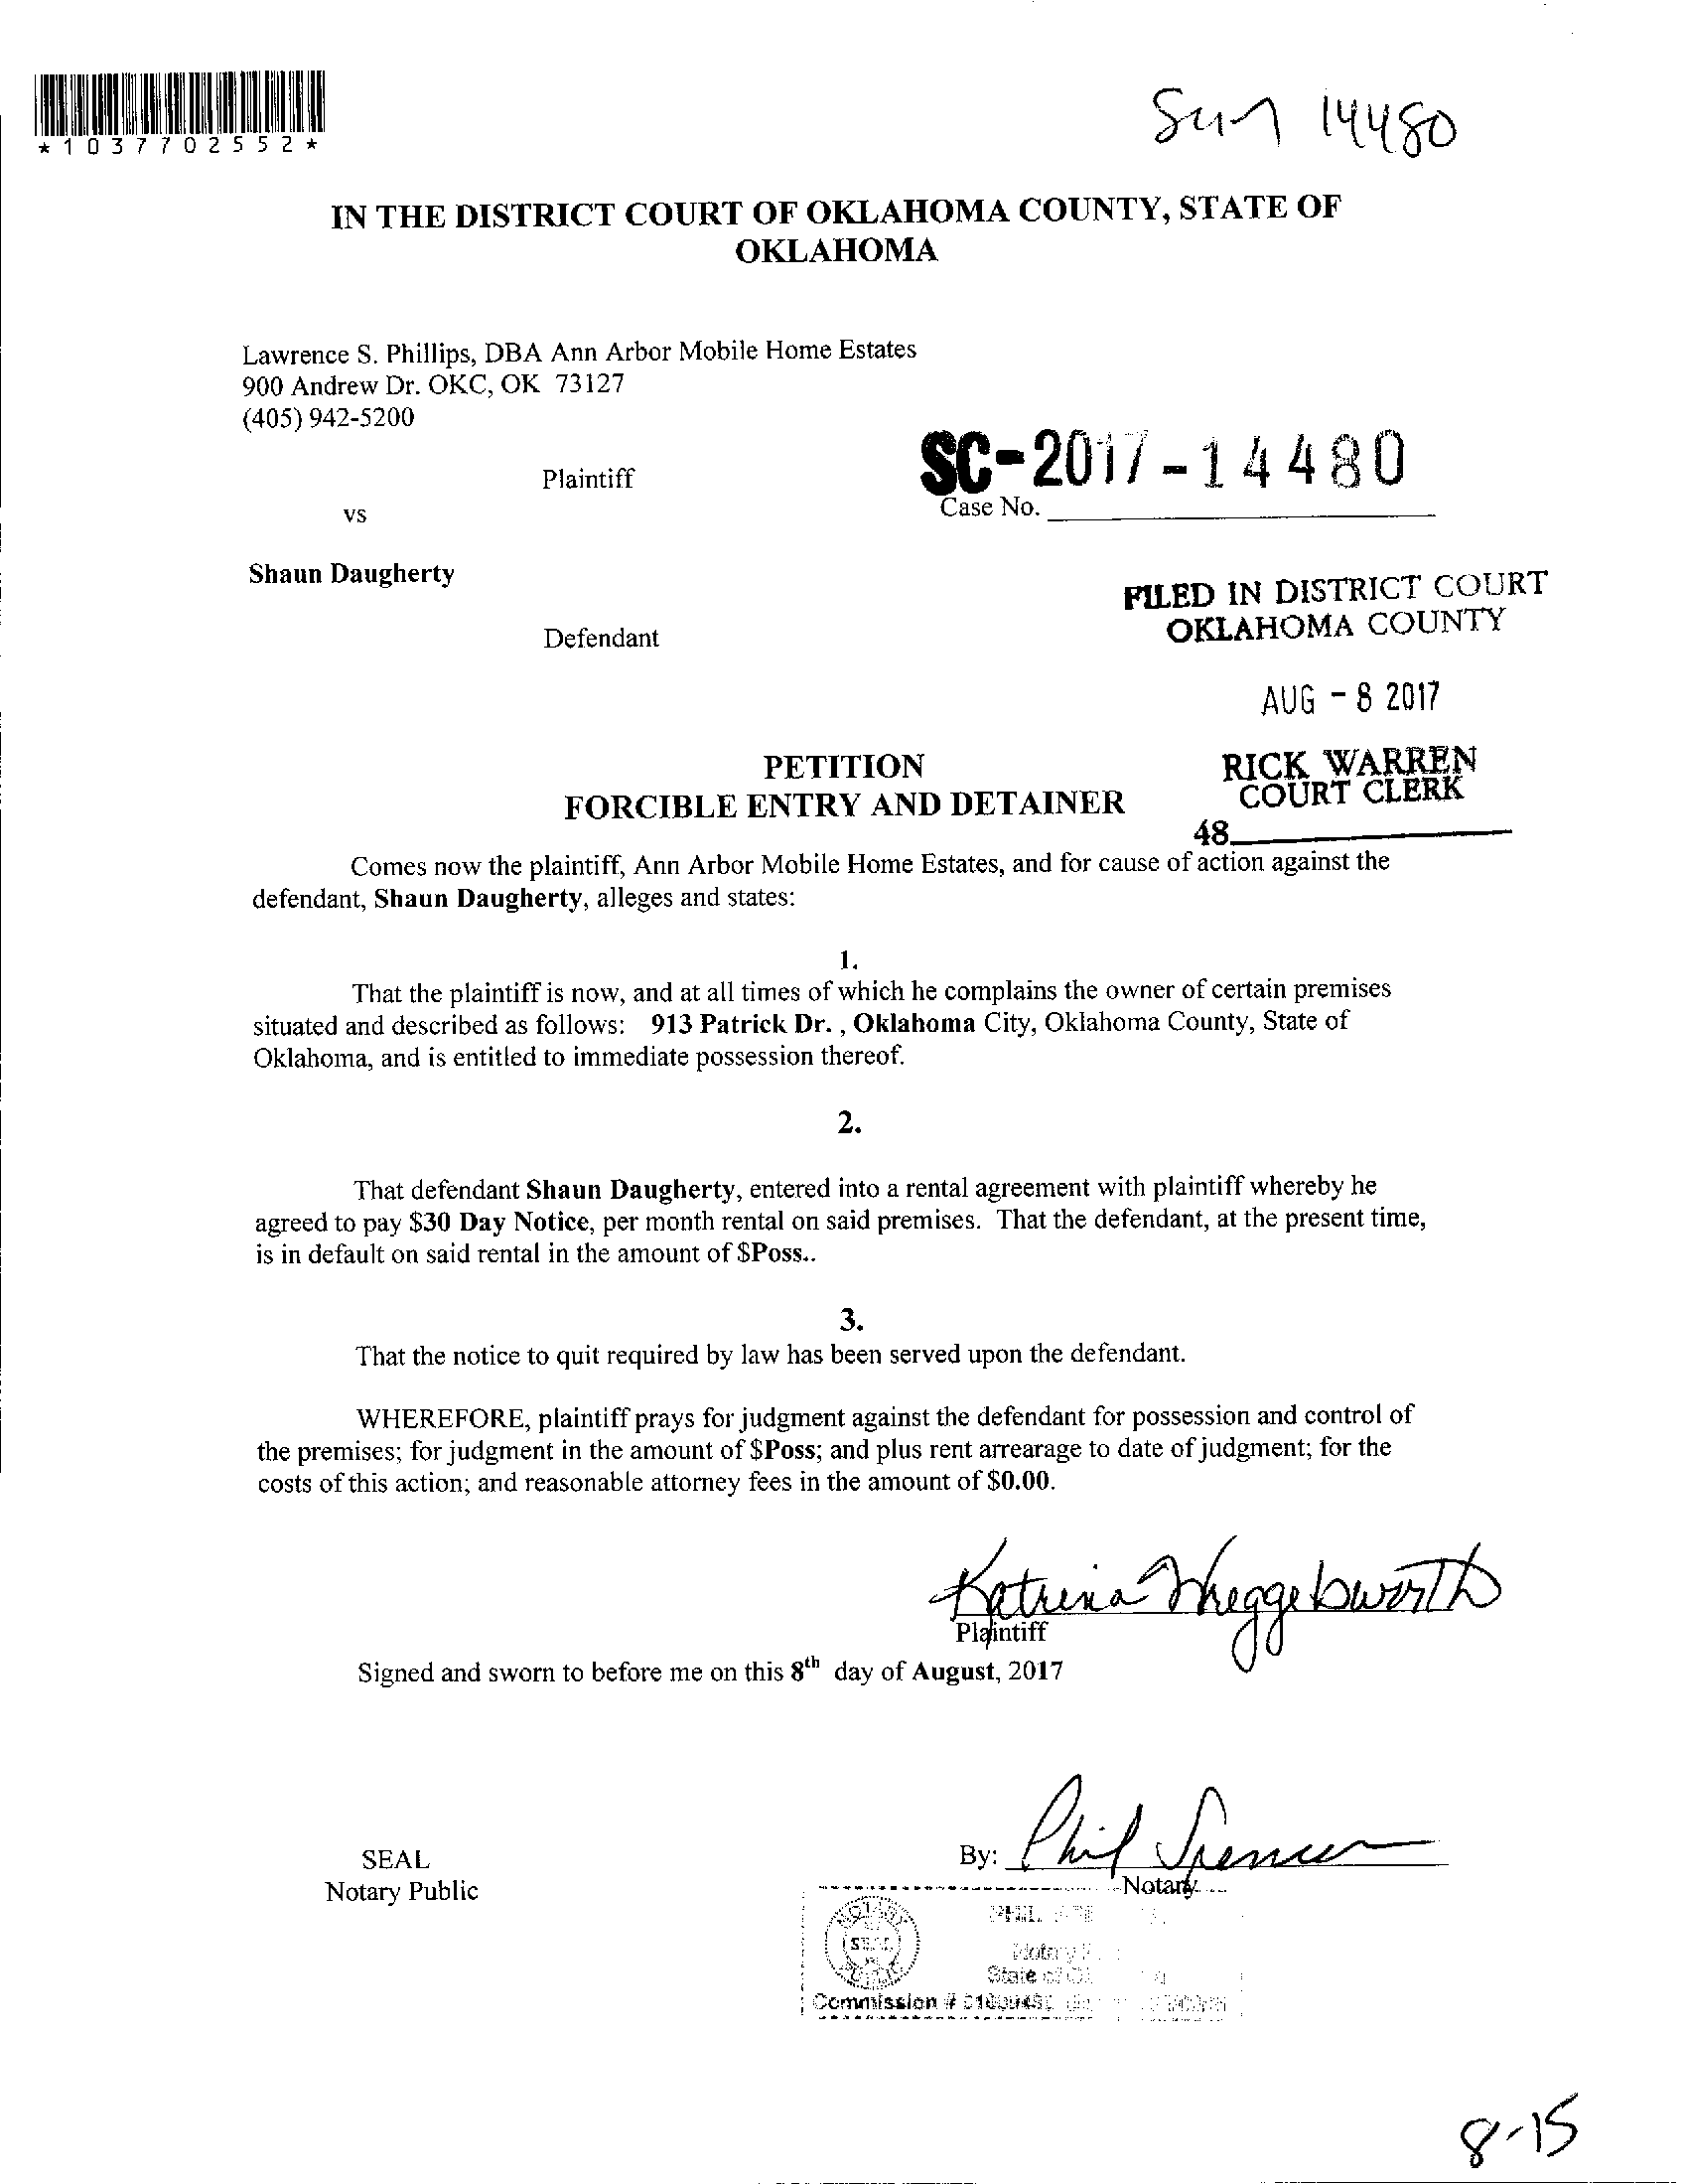 *1037702552*
14480
IN THE DISTRICT COURT OF OKLAHOMA COUNTY, STATE OF
OKLAHOMA
Lawrence S. Phillips, DBA Ann Arbor Mobile Home Estates
900 Andrew Dr. OKC, OK 73127
(405) 942-5200
SC-2017-14480
Plaintiff
Case No.
vs
Shaun Daugherty
FILED IN DISTRICT COURT
OKLAHOMA COUNTY
Defendant
AUG - 8 2017
RICK WARREN
COURT CLERK
48
PETITION
FORCIBLE ENTRY AND DETAINER
Comes now the plaintiff, Ann Arbor Mobile Home Estates, and for cause of action against the
defendant, Shaun Daugherty, alleges and states:
1.
That the plaintiff is now, and at all times of which he complains the owner of certain premises
situated and described as follows: 913 Patrick Dr. , Oklahoma City, Oklahoma County, State of
Oklahoma, and is entitled to immediate possession thereof.
2.
That defendant Shaun Daugherty, entered into a rental agreement with plaintiff whereby he
agreed to pay $30 Day Notice, per month rental on said premises. That the defendant, at the present time,
is in default on said rental in the amount of $Poss..
3.
That the notice to quit required by law has been served upon the defendant.
WHEREFORE, plaintiff prays for judgment against the defendant for possession and control of
the premises; for judgment in the amount of $Poss; and plus rent arrearage to date of judgment; for the
costs of this action; and reasonable attorney fees in the amount of $0.00.
Katrina
Plaintiff
Signed and sworn to before me on this 8th day of August, 2017
SEAL
Notary Public
By: Phil Spencer
Notary
NOTARY
SEAL
PUBLIC
PHIL
Notary
State of
Commission #
8-15